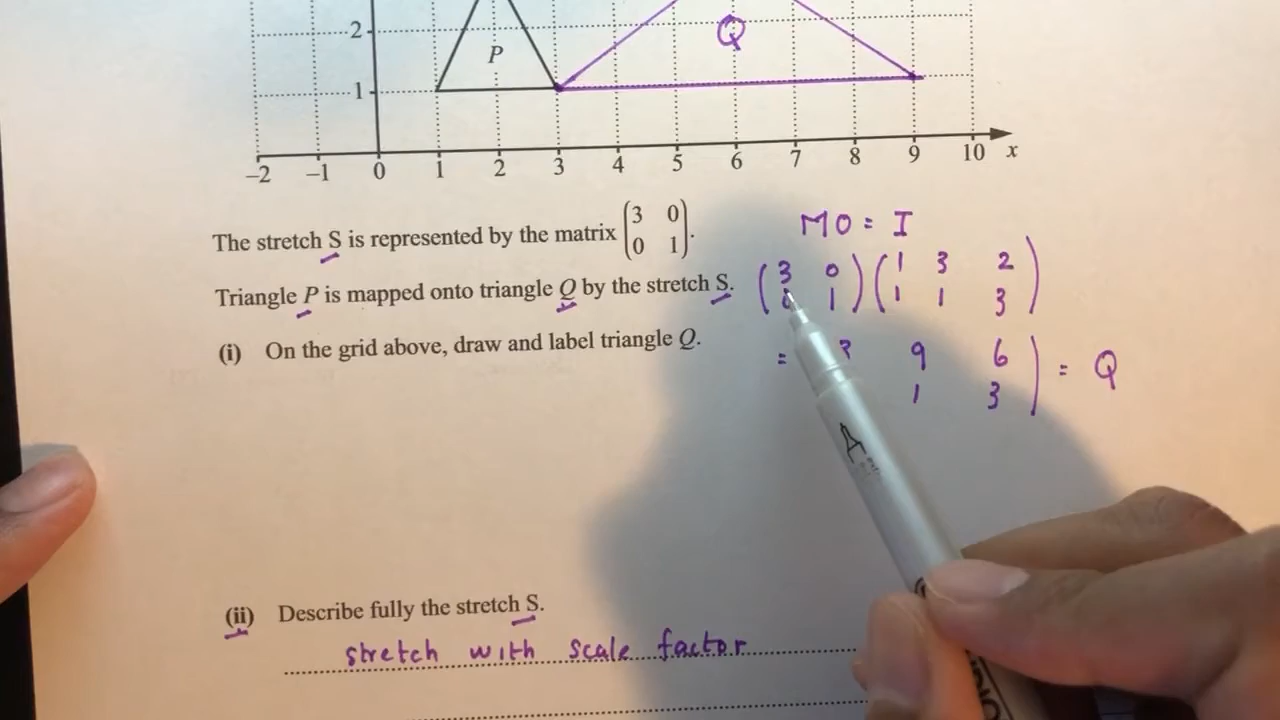 2
Q
P
1
-2 -1 0 1 2 3 4 5 6 7 8 9 10 x
The stretch S is represented by the matrix (3 0
0 1).
MO = I
Triangle P is mapped onto triangle Q by the stretch S.
(3 0
1) (1 3 2
1 1 3)
(i) On the grid above, draw and label triangle Q.
= 9 6
1 3) = Q
A
(ii) Describe fully the stretch S.
stretch with scale factor